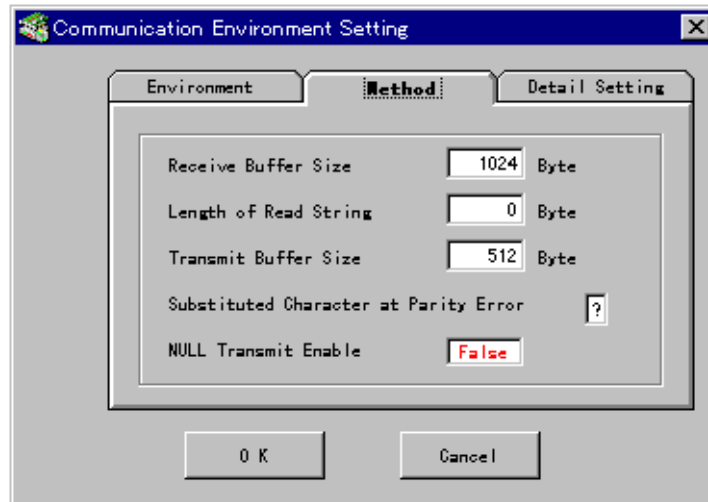 Communication Environment Setting
Environment Method Detail Setting
Receive Buffer Size 1024 Byte
Length of Read String 0 Byte
Transmit Buffer Size 512 Byte
Substituted Character at Parity Error ?
NULL Transmit Enable False
O K Cancel